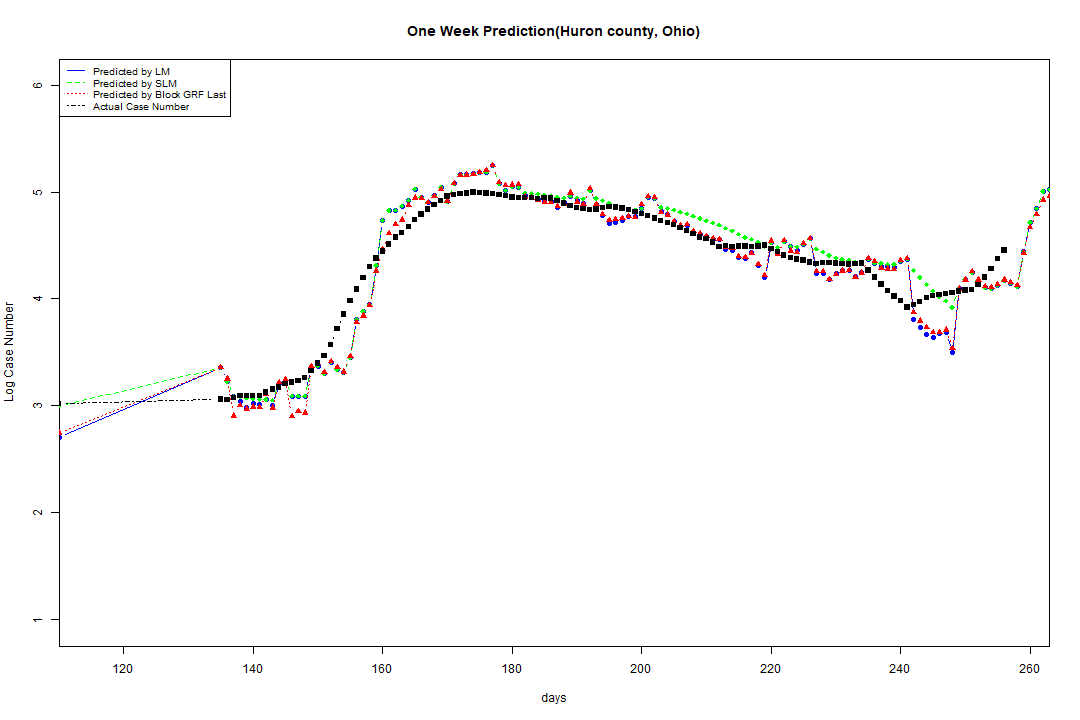 One Week Prediction(Huron county, Ohio)
Predicted by LM
Predicted by SLM
Predicted by Block GRF Last
Actual Case Number
6
5
4
3
2
1
Log Case Number
120 140 160 180 200 220 240 260
days